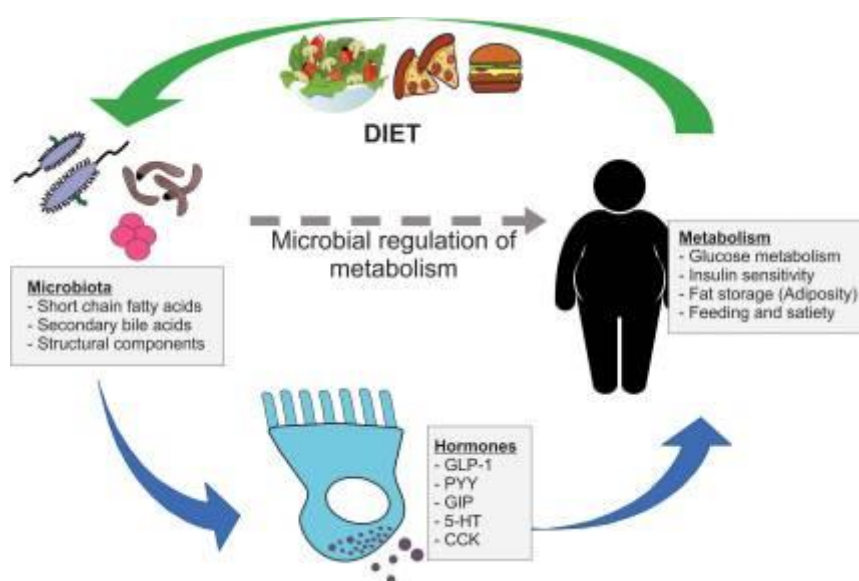 DIET
Microbial regulation of
metabolism
Microbiota
- Short chain fatty acids
- Secondary bile acids
- Structural components
Metabolism
- Glucose metabolism
- Insulin sensitivity
- Fat storage (Adiposity)
- Feeding and satiety
Hormones
- GLP-1
- PYY
- GIP
- 5-HT
- CCK